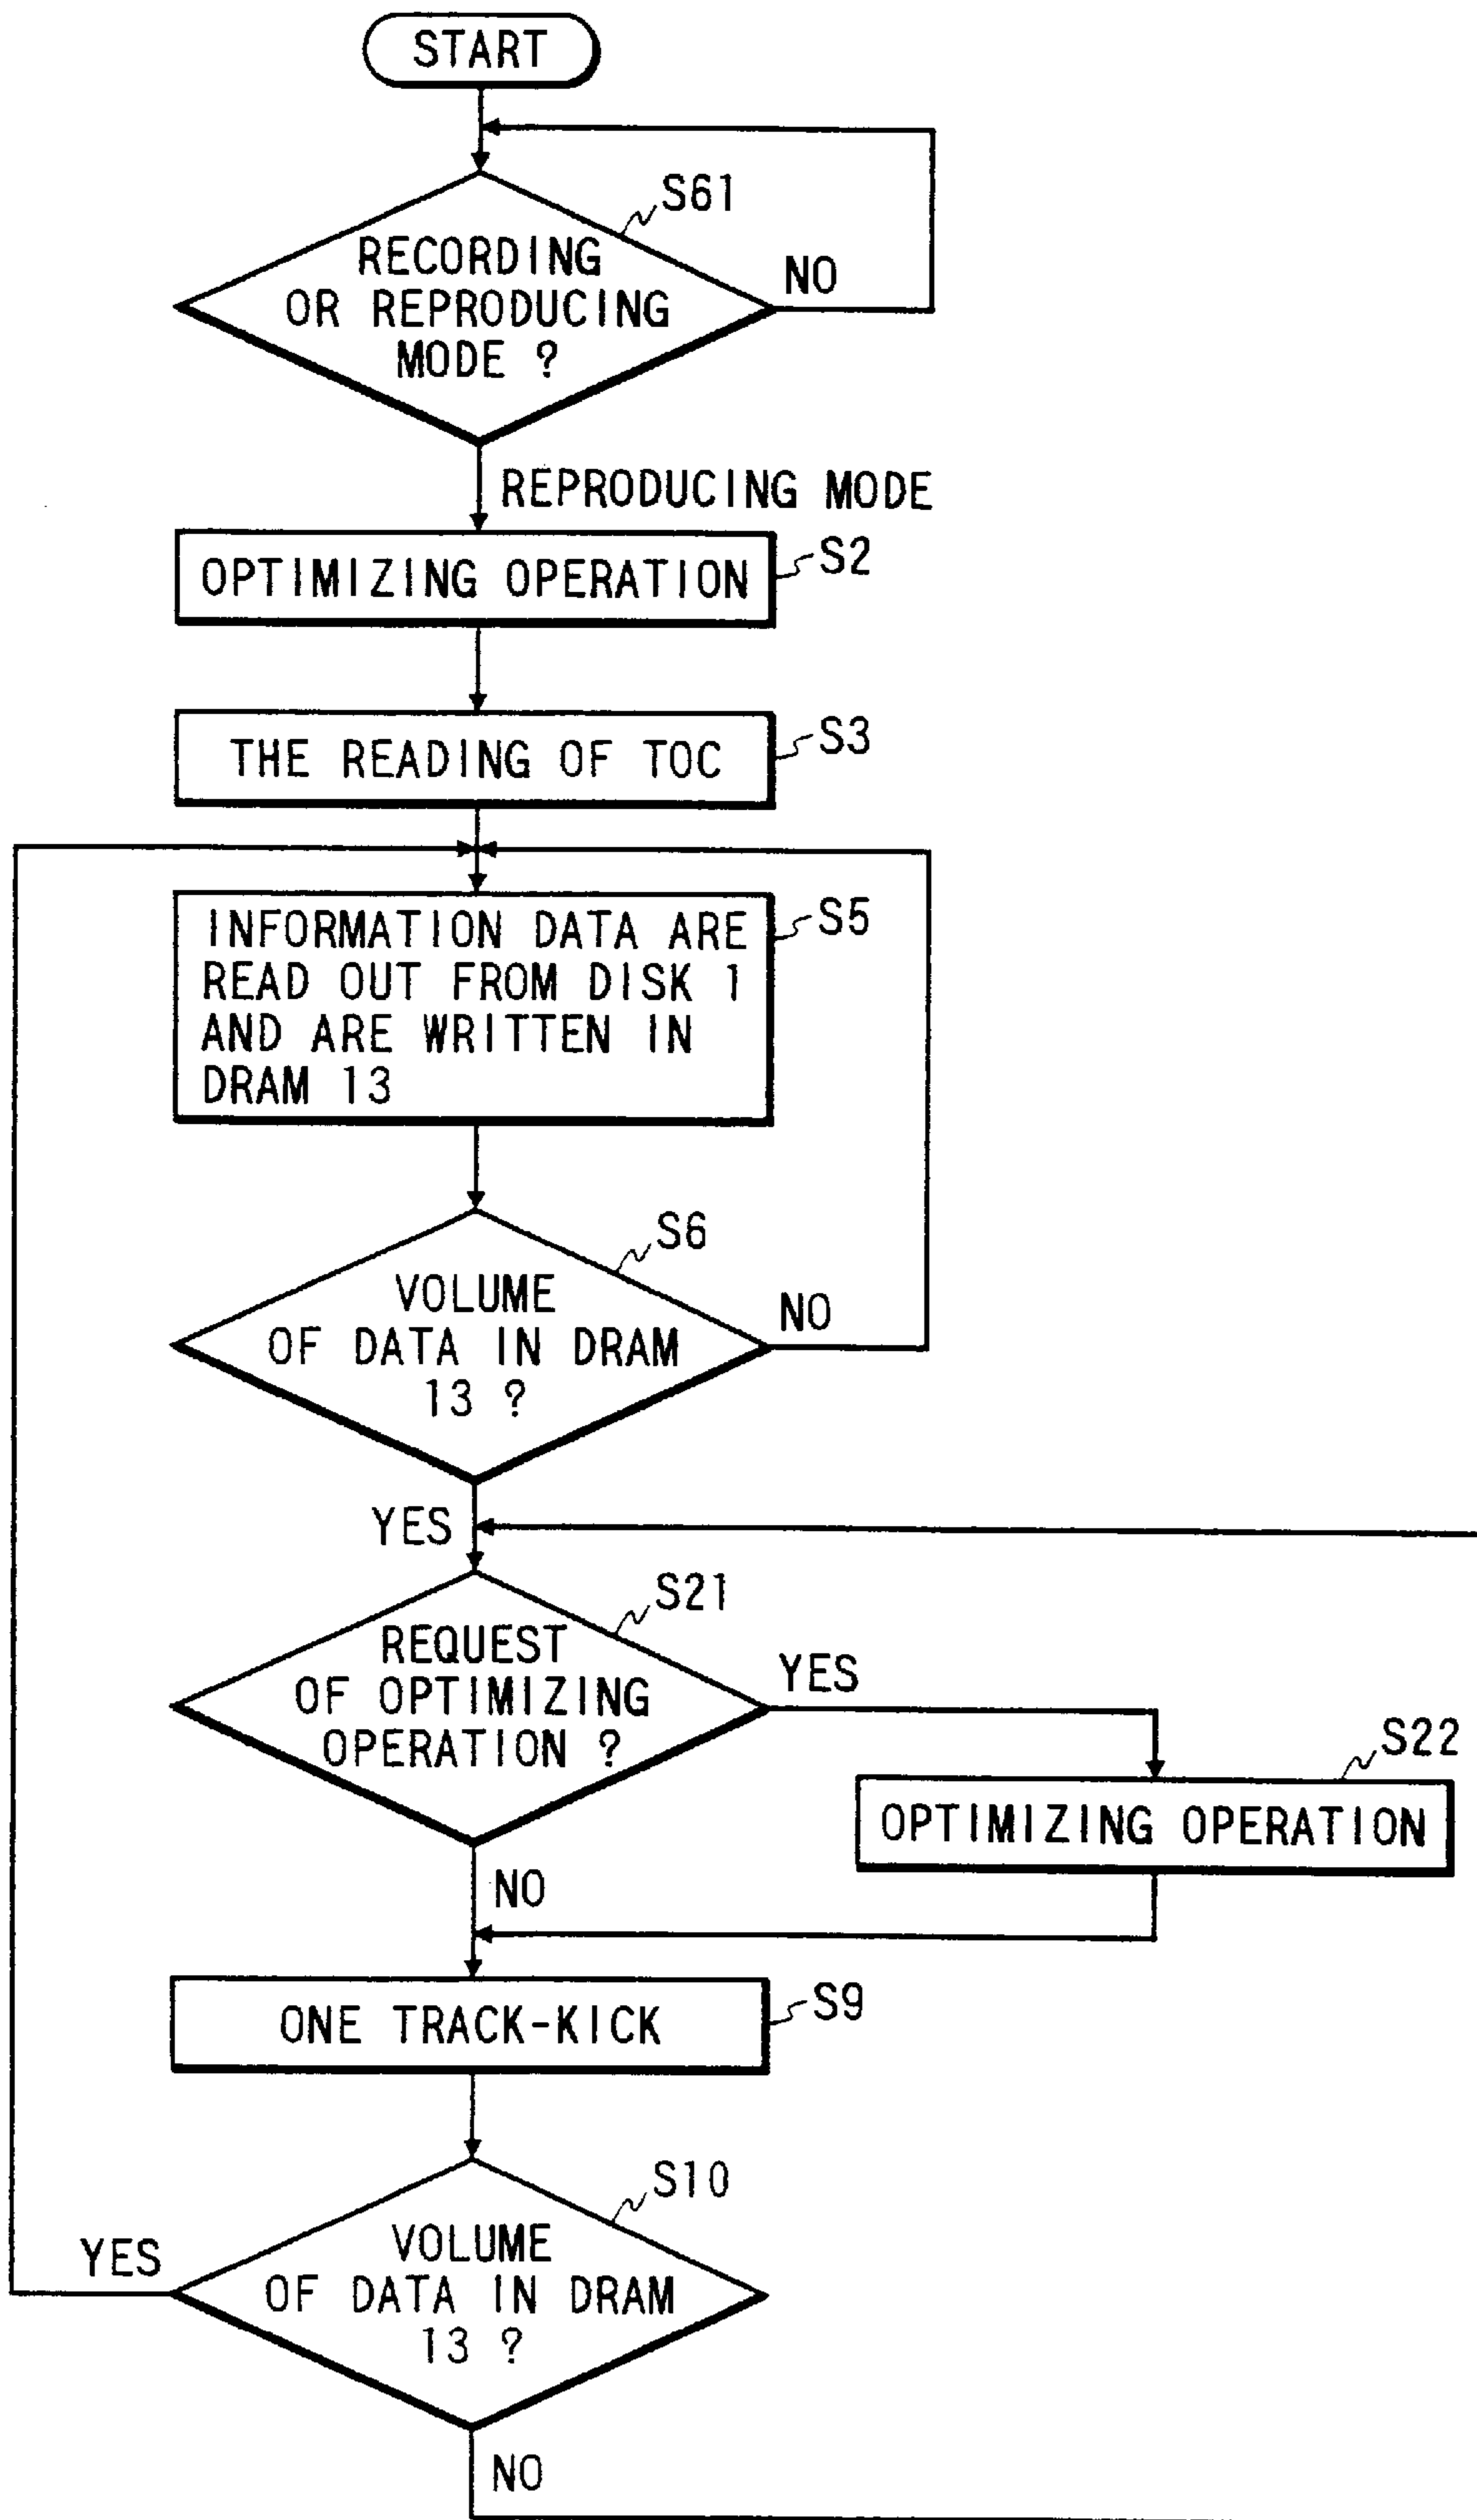 START
S61
RECORDING
OR REPRODUCING
MODE ?
NO
REPRODUCING MODE
OPTIMIZING OPERATION
S2
THE READING OF TOC
S3
INFORMATION DATA ARE
READ OUT FROM DISK 1
AND ARE WRITTEN IN
DRAM 13
S5
S6
VOLUME
OF DATA IN DRAM
13 ?
NO
YES
S21
REQUEST
OF OPTIMIZING
OPERATION ?
YES
S22
OPTIMIZING OPERATION
NO
ONE TRACK-KICK
S9
S10
VOLUME
OF DATA IN DRAM
13 ?
YES
NO